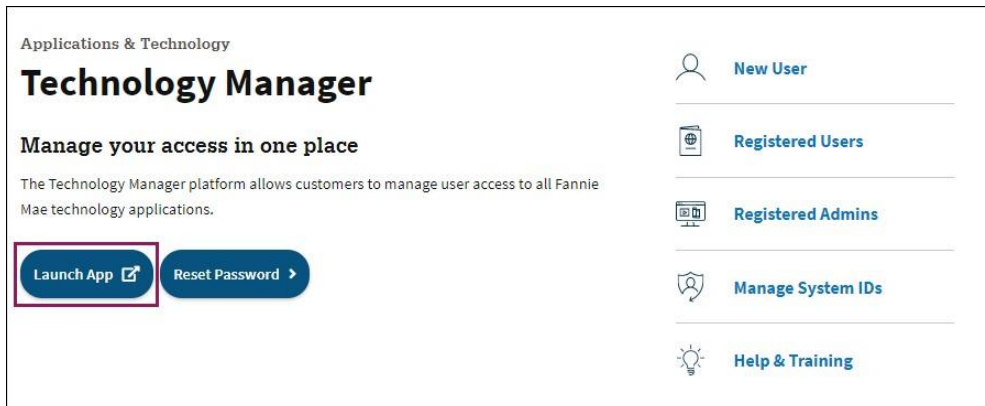 Applications & Technology
Technology Manager
Manage your access in one place
The Technology Manager platform allows customers to manage user access to all Fannie
Mae technology applications.
Launch App
Reset Password
New User
Registered Users
Registered Admins
Manage System IDs
Help & Training